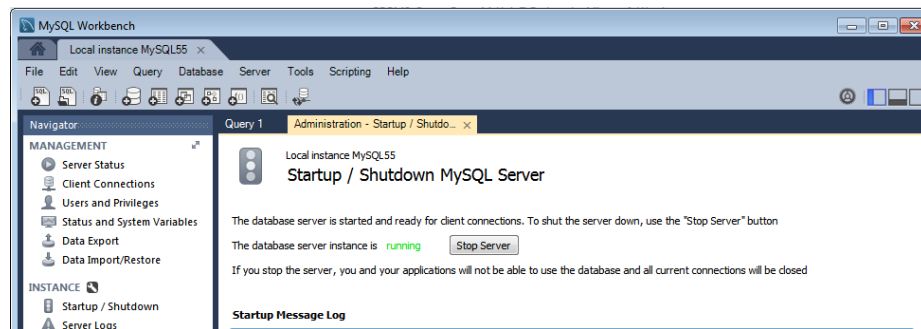 MySQL Workbench
Local instance MySQL55
File Edit View Query Database Server Tools Scripting Help
Navigator
Query 1
Administration - Startup / Shutdo...
MANAGEMENT
Server Status
Client Connections
Users and Privileges
Status and System Variables
Data Export
Data Import/Restore
INSTANCE
Startup / Shutdown
Server Logs
Local instance MySQL55
Startup / Shutdown MySQL Server
The database server is started and ready for client connections. To shut the server down, use the "Stop Server" button
The database server instance is running Stop Server
If you stop the server, you and your applications will not be able to use the database and all current connections will be closed
Startup Message Log